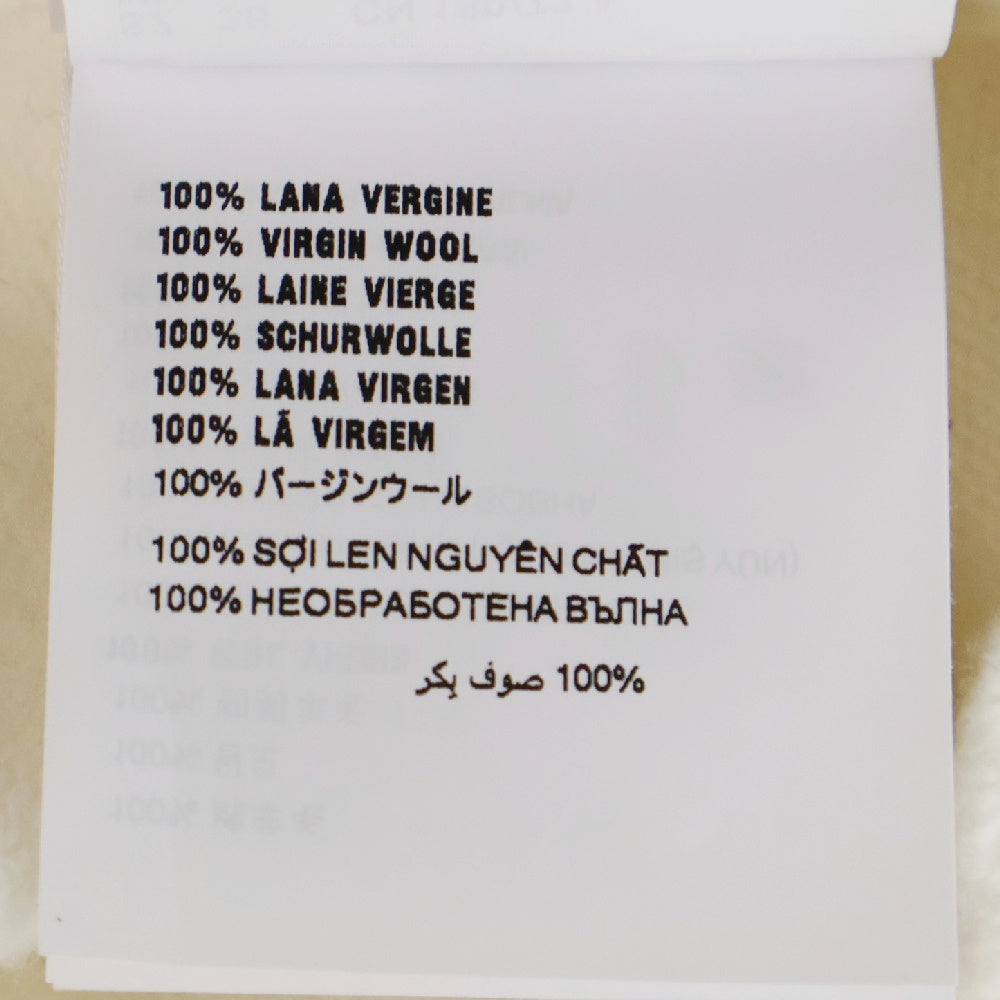 100% LANA VERGINE
100% VIRGIN WOOL
100% LAINE VIERGE
100% SCHURWOLLE
100% LANA VIRGEN
100% LÃ VIRGEM
100% バージンウール
100% SỢI LEN NGUYÊN CHẤT
100% НЕОБРАБОТЕНА ВЪЛНА
100% صوف بِكر